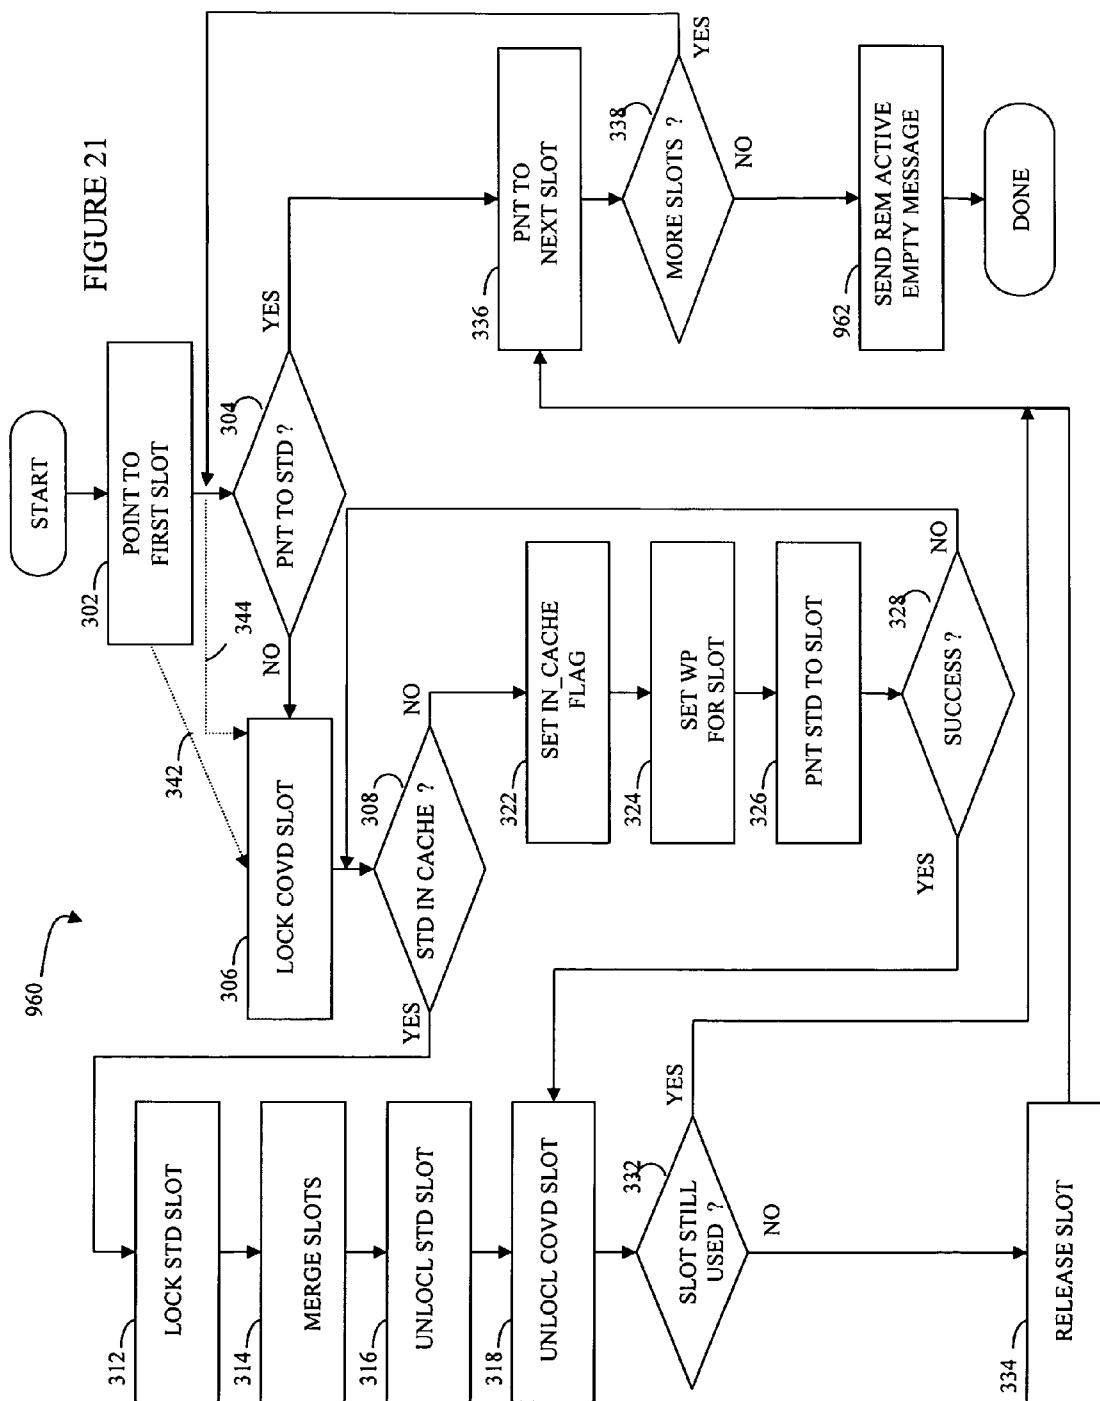 FIGURE 21
960
START
302
POINT TO
FIRST SLOT
342
344
304
PNT TO STD ?
YES
NO
306
LOCK COVD SLOT
308
STD IN CACHE ?
YES
NO
312
LOCK STD SLOT
314
MERGE SLOTS
316
UNLOCL STD SLOT
318
UNLOCL COVD SLOT
322
SET IN_CACHE
FLAG
324
SET WP
FOR SLOT
326
PNT STD TO SLOT
328
SUCCESS ?
YES
NO
332
SLOT STILL
USED ?
YES
NO
334
RELEASE SLOT
336
PNT TO
NEXT SLOT
338
MORE SLOTS ?
YES
NO
962
SEND REM ACTIVE
EMPTY MESSAGE
DONE